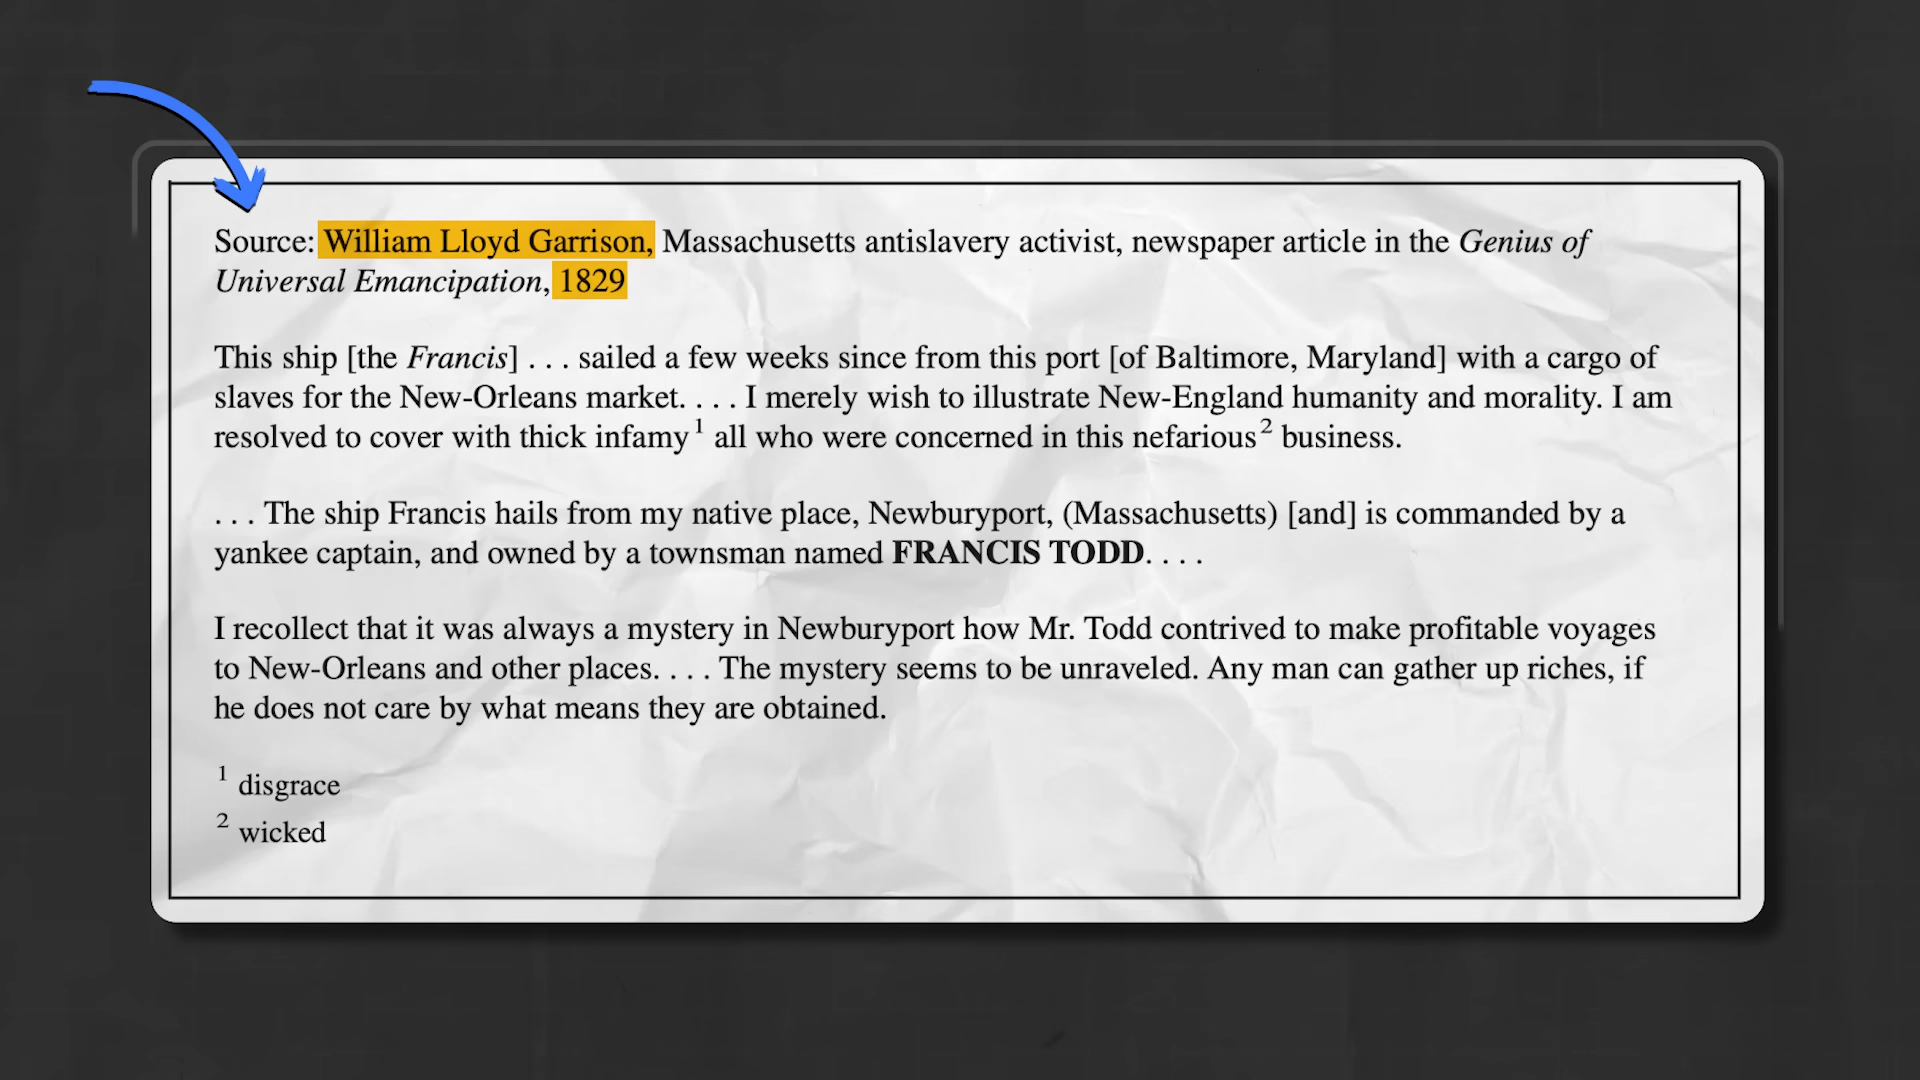 Source: William Lloyd Garrison, Massachusetts antislavery activist, newspaper article in the Genius of
Universal Emancipation, 1829
This ship [the Francis] . . . sailed a few weeks since from this port [of Baltimore, Maryland] with a cargo of
slaves for the New-Orleans market. . . . I merely wish to illustrate New-England humanity and morality. I am
resolved to cover with thick infamy1 all who were concerned in this nefarious2 business.
. . . The ship Francis hails from my native place, Newburyport, (Massachusetts) [and] is commanded by a
yankee captain, and owned by a townsman named FRANCIS TODD. . . .
I recollect that it was always a mystery in Newburyport how Mr. Todd contrived to make profitable voyages
to New-Orleans and other places. . . . The mystery seems to be unraveled. Any man can gather up riches, if
he does not care by what means they are obtained.
1 disgrace
2 wicked